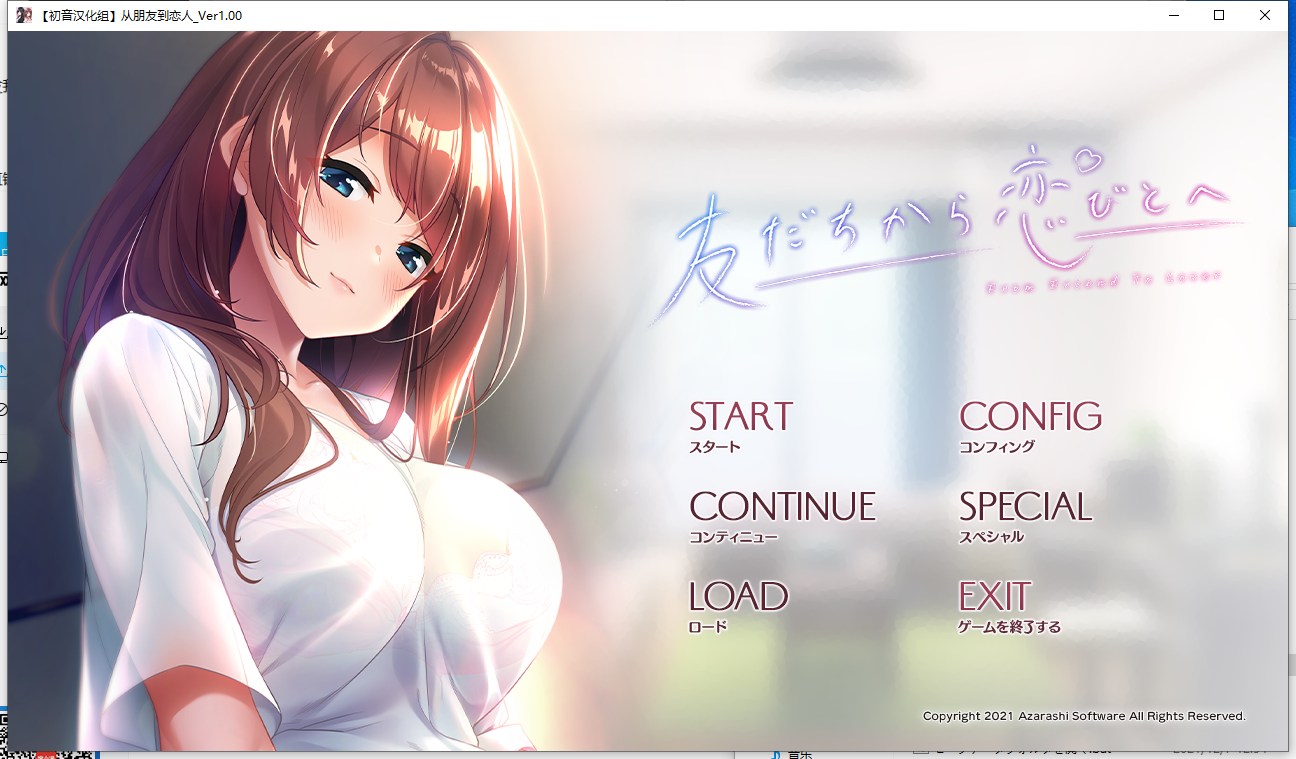 【初音汉化组】从朋友到恋人_Ver1.00
友だちから恋びとへ
From Friend To Lover
START
スタート
CONFIG
コンフィング
CONTINUE
コンティニュー
SPECIAL
スペシャル
LOAD
ロード
EXIT
ゲームを終了する
Copyright 2021 Azarashi Software All Rights Reserved.
音乐